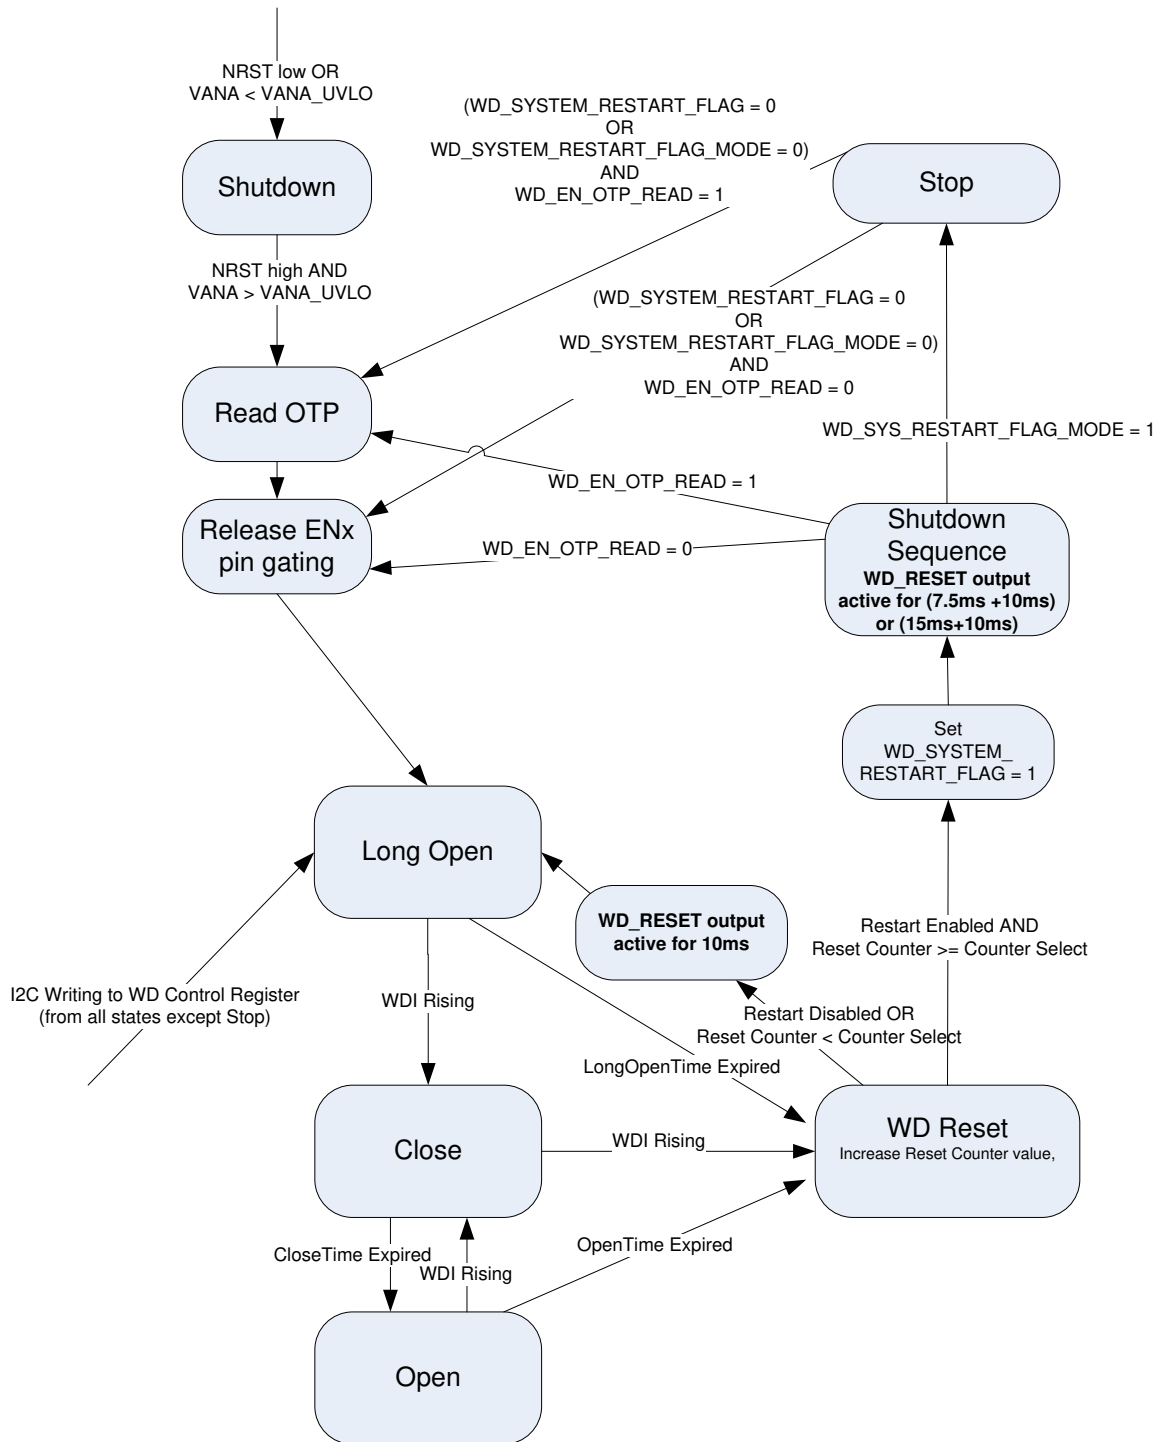 NRST low OR
VANA < VANA_UVLO
(WD_SYSTEM_RESTART_FLAG = 0
OR
WD_SYSTEM_RESTART_FLAG_MODE = 0)
AND
WD_EN_OTP_READ = 1
Shutdown
Stop
NRST high AND
VANA > VANA_UVLO
(WD_SYSTEM_RESTART_FLAG = 0
OR
WD_SYSTEM_RESTART_FLAG_MODE = 0)
AND
WD_EN_OTP_READ = 0
Read OTP
WD_SYS_RESTART_FLAG_MODE = 1
WD_EN_OTP_READ = 1
Release ENx
pin gating
WD_EN_OTP_READ = 0
Shutdown
Sequence
WD_RESET output
active for (7.5ms +10ms)
or (15ms+10ms)
Set
WD_SYSTEM_
RESTART_FLAG = 1
Long Open
WD_RESET output
active for 10ms
Restart Enabled AND
Reset Counter >= Counter Select
I2C Writing to WD Control Register
(from all states except Stop)
WDI Rising
Restart Disabled OR
Reset Counter < Counter Select
LongOpenTime Expired
Close
WDI Rising
WD Reset
Increase Reset Counter value,
CloseTime Expired
WDI Rising
OpenTime Expired
Open